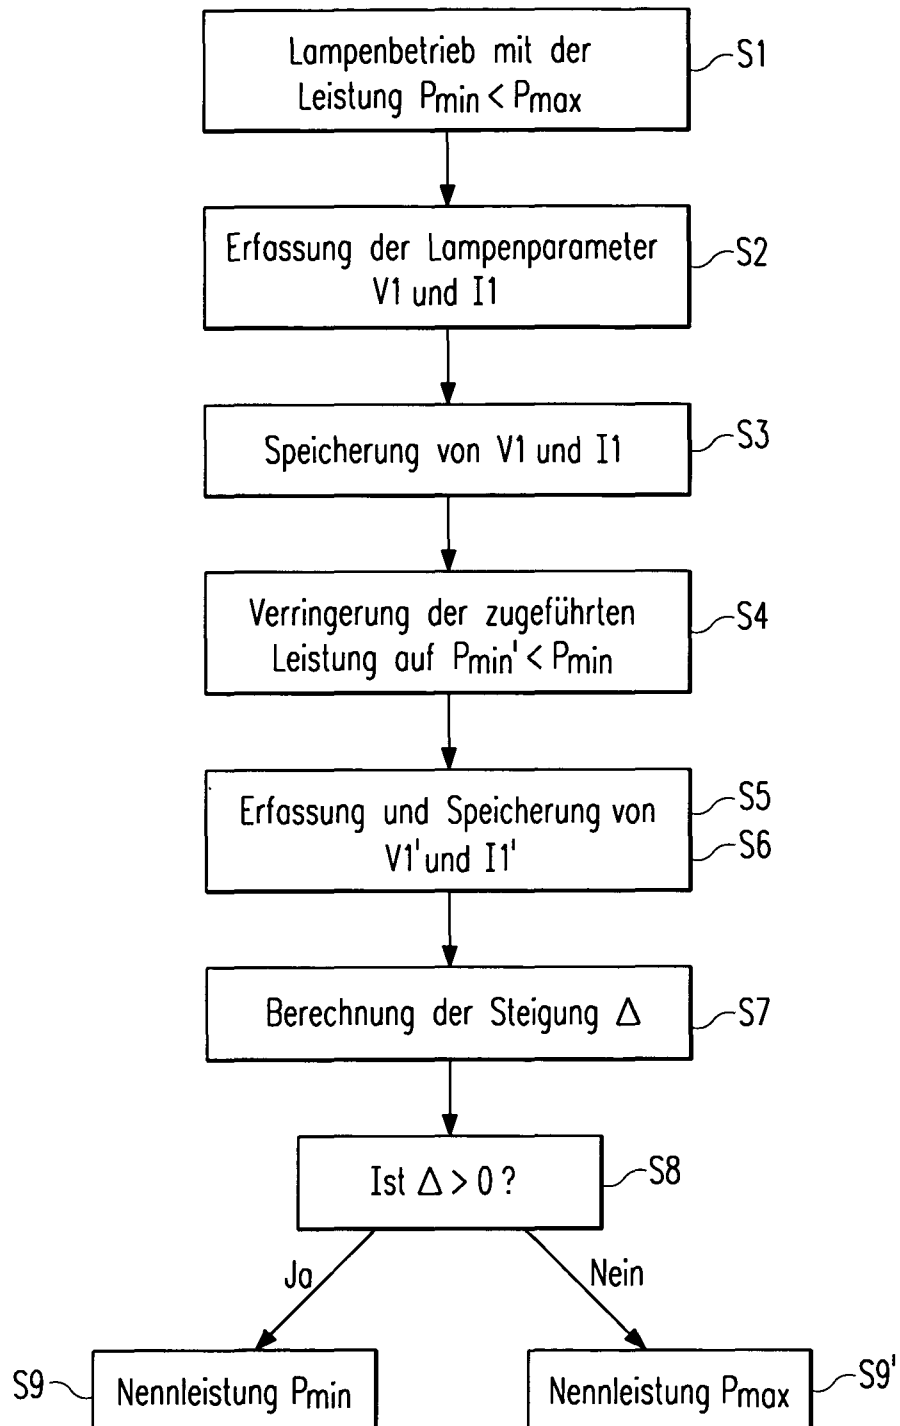 Lampenbetrieb mit der
Leistung Pmin < Pmax
S1
Erfassung der Lampenparameter
V1 und I1
S2
Speicherung von V1 und I1
S3
Verringerung der zugeführten
Leistung auf Pmin' < Pmin
S4
Erfassung und Speicherung von
V1' und I1'
S5
S6
Berechnung der Steigung Δ
S7
Ist Δ > 0 ?
S8
Ja
Nein
S9
Nennleistung Pmin
Nennleistung Pmax
S9'